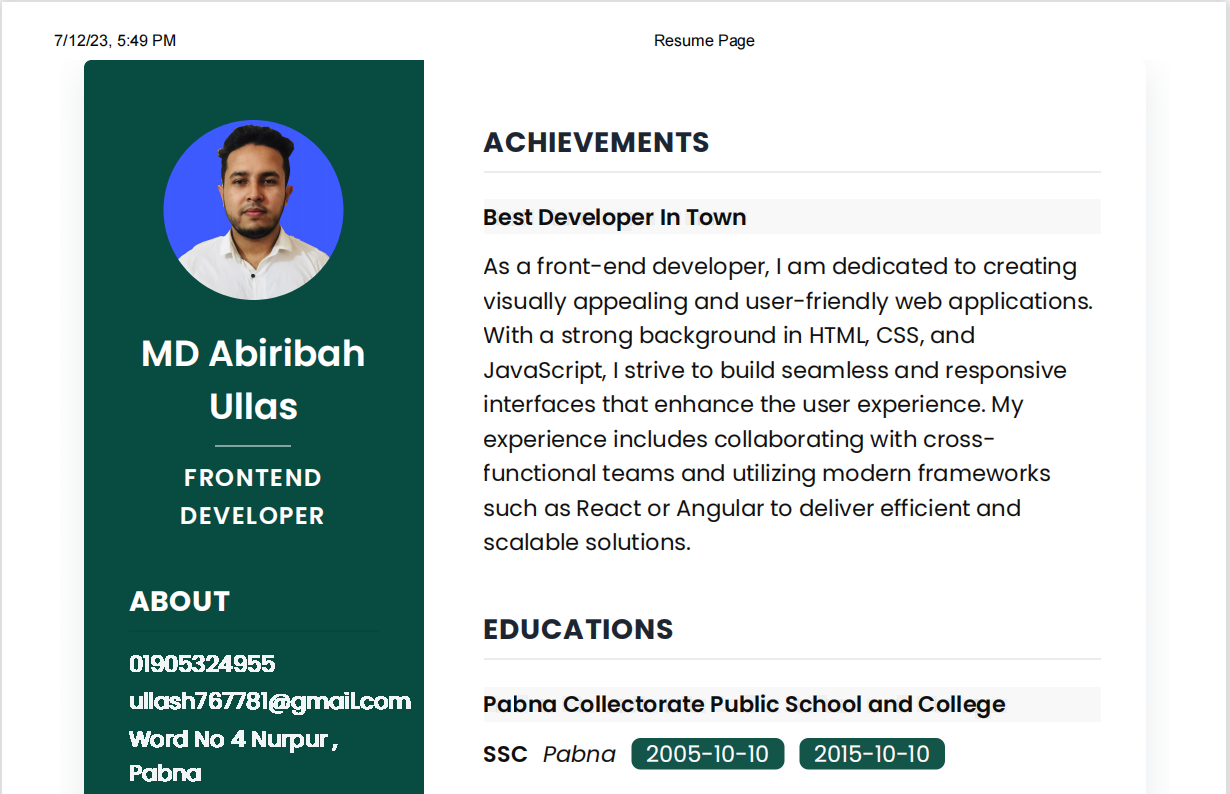 7/12/23, 5:49 PM
Resume Page
MD Abiribah
Ullas
FRONTEND
DEVELOPER
ABOUT
01905324955
ullash767781@gmail.com
Word No 4 Nurpur ,
Pabna
ACHIEVEMENTS
Best Developer In Town
As a front-end developer, I am dedicated to creating
visually appealing and user-friendly web applications.
With a strong background in HTML, CSS, and
JavaScript, I strive to build seamless and responsive
interfaces that enhance the user experience. My
experience includes collaborating with cross-
functional teams and utilizing modern frameworks
such as React or Angular to deliver efficient and
scalable solutions.
EDUCATIONS
Pabna Collectorate Public School and College
SSC Pabna 2005-10-10 2015-10-10